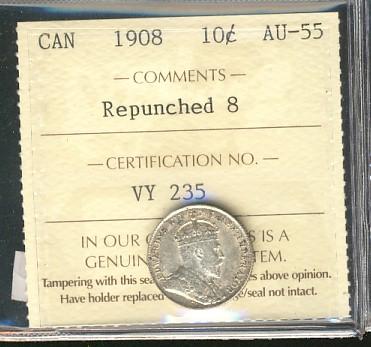 CAN 1908 10¢ AU-55
— COMMENTS —
Repunched 8
— CERTIFICATION NO. —
VY 235
IN OUR IS A
GENUIN TEM.
Tampering with this sea s above opinion.
Have holder replaced e/seal not intact.